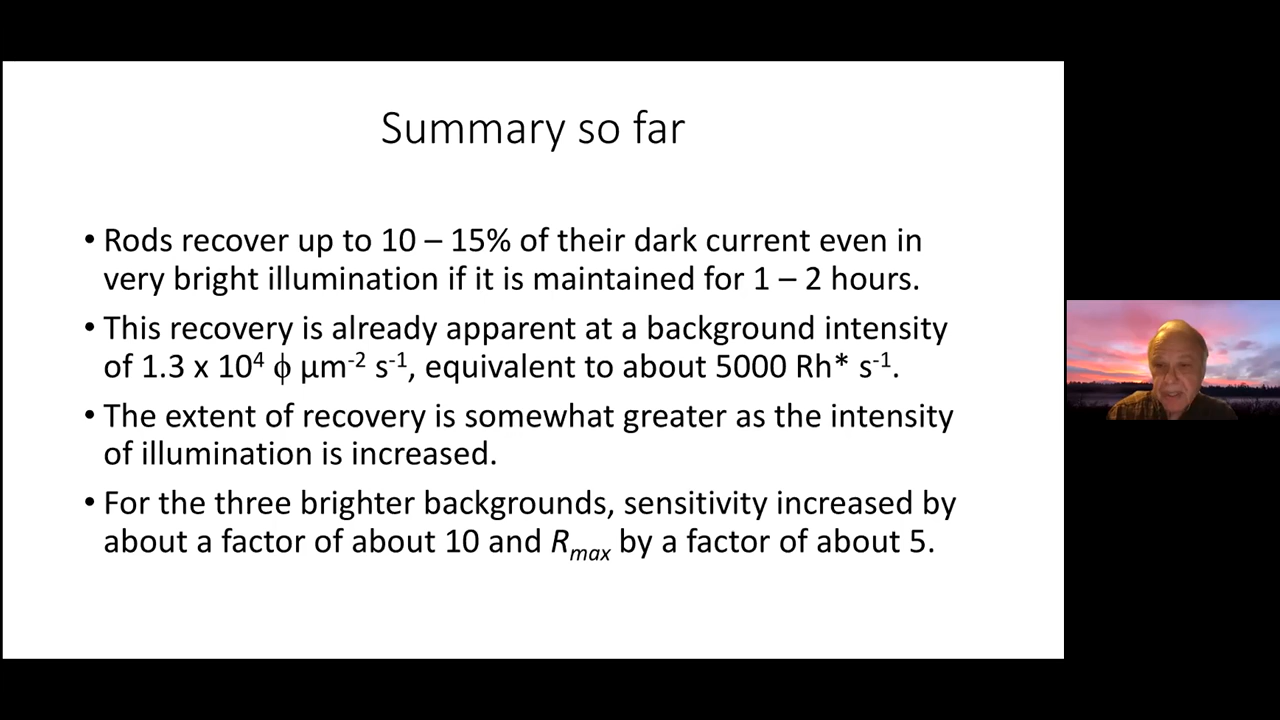 Summary so far
• Rods recover up to 10 – 15% of their dark current even in
very bright illumination if it is maintained for 1 – 2 hours.
• This recovery is already apparent at a background intensity
of 1.3 x 10⁴ ϕ μm⁻² s⁻¹, equivalent to about 5000 Rh* s⁻¹.
• The extent of recovery is somewhat greater as the intensity
of illumination is increased.
• For the three brighter backgrounds, sensitivity increased by
about a factor of about 10 and Rmax by a factor of about 5.